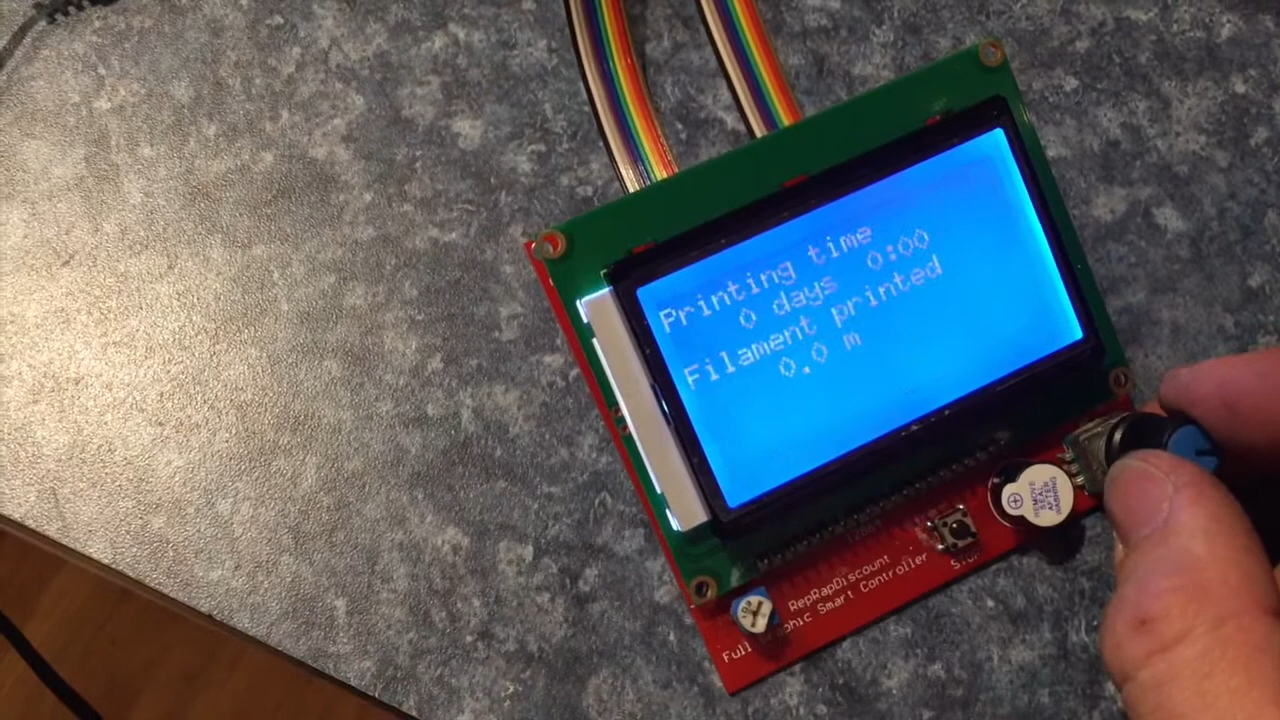 Printing time
0 days 0:00
Filament printed
0.0 m
REMOVE
SEAL
AFTER
WASHING
RepRapDiscount
Full Graphic Smart Controller
STOP